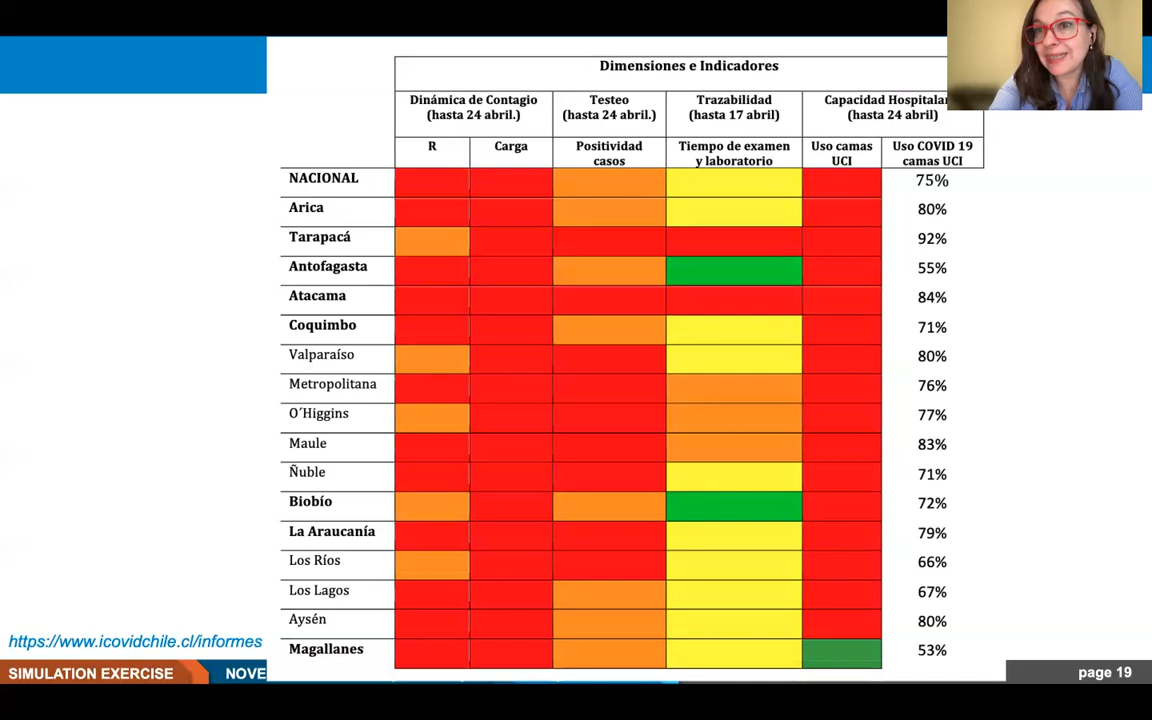 Dimensiones e Indicadores
Dinámica de Contagio Testeo Trazabilidad Capacidad
(hasta 24 abril.) (hasta 24 abril.) (hasta 17 abril) (hasta 24 abril)
R Carga Positividad Tiempo de examen Uso camas Uso COVID 19
casos y laboratorio UCI camas UCI
NACIONAL 75%
Arica 80%
Tarapacá 92%
Antofagasta 55%
Atacama 84%
Coquimbo 71%
Valparaíso 80%
Metropolitana 76%
O´Higgins 77%
Maule 83%
Ñuble 71%
Biobío 72%
La Araucanía 79%
Los Ríos 66%
Los Lagos 67%
Aysén 80%
Magallanes 53%
https://www.icovidchile.cl/informes
SIMULATION EXERCISE NOVE page 19